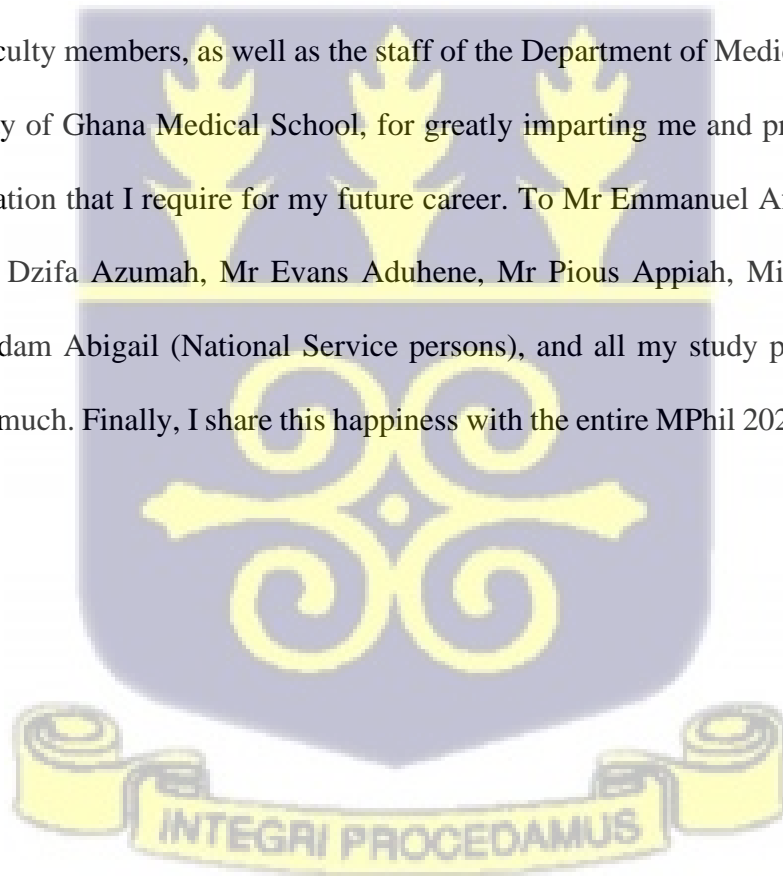 culty members, as well as the staff of the Department of Medic
y of Ghana Medical School, for greatly imparting me and pr
ation that I require for my future career. To Mr Emmanuel A
Dzifa Azumah, Mr Evans Aduhene, Mr Pious Appiah, Mi
dam Abigail (National Service persons), and all my study p
much. Finally, I share this happiness with the entire MPhil 202
INTEGRI PROCEDAMUS